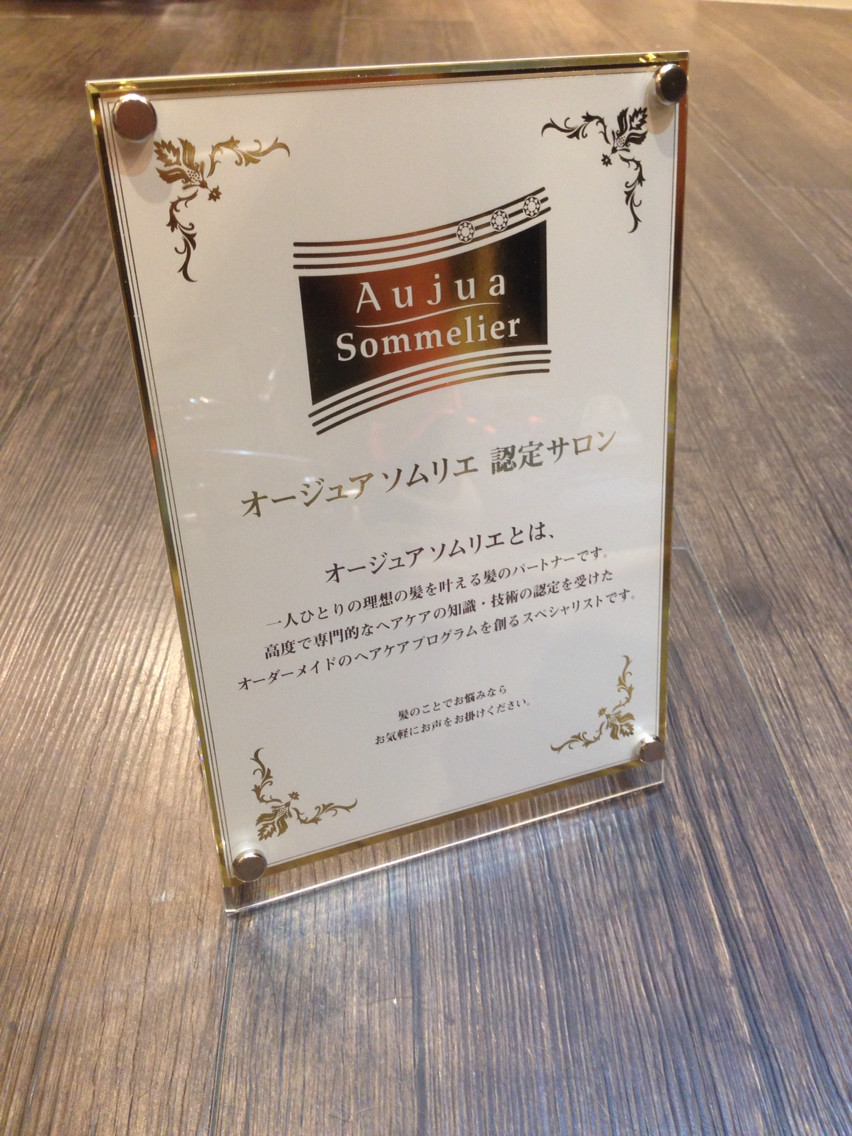 Aujua
Sommelier
オージュア ソムリエ 認定サロン
オージュア ソムリエとは、
一人ひとりの理想の髪を叶える髪のパートナーです。
高度で専門的なヘアケアの知識・技術の認定を受けた
オーダーメイドのヘアケアプログラムを創るスペシャリストです。
髪のことでお悩みなら
お気軽にお声をお掛けください。